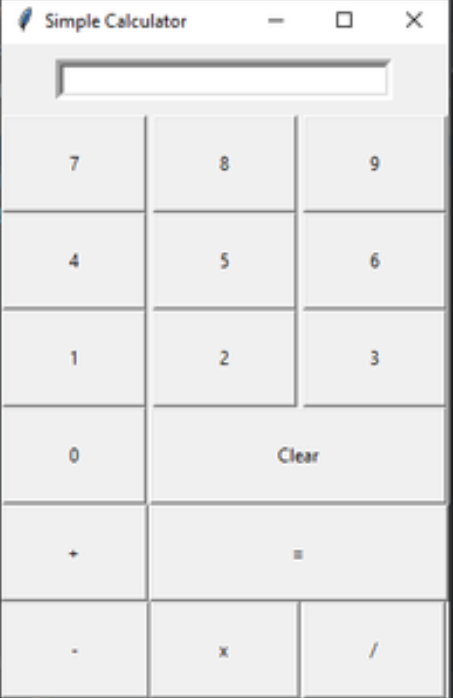 Simple Calculator
7 8 9
4 5 6
1 2 3
0 Clear
+ =
- x /